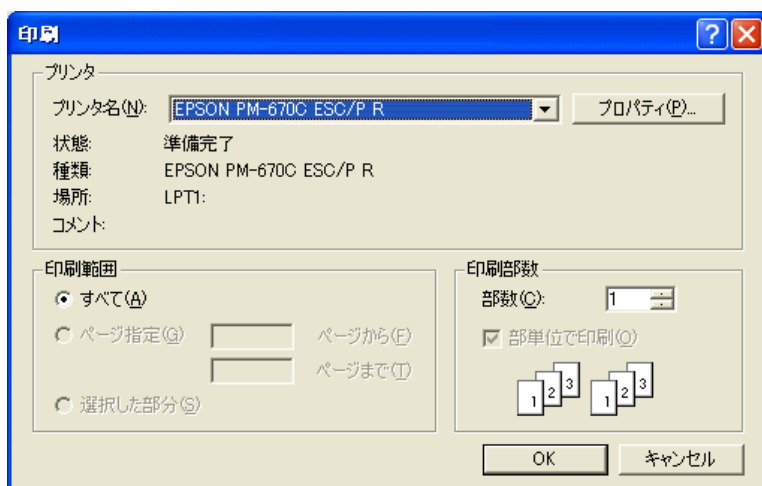 印刷
プリンタ
プリンタ名(N): EPSON PM-670C ESC/P R プロパティ(P)...
状態: 準備完了
種類: EPSON PM-670C ESC/P R
場所: LPT1:
コメント:
印刷範囲
すべて(A)
ページ指定(G) ページから(F)
ページまで(T)
選択した部分(S)
印刷部数
部数(C): 1
部単位で印刷(O)
1 2 3 1 2 3
OK キャンセル